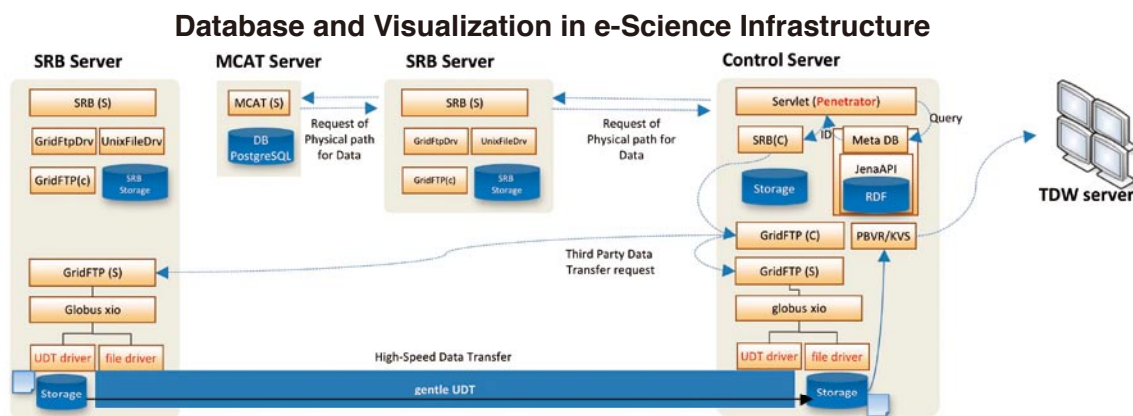 Database and Visualization in e-Science Infrastructure
SRB Server
SRB (S)
GridFtpDrv
UnixFileDrv
GridFTP(c)
SRB
Storage
GridFTP (S)
Globus xio
UDT driver
file driver
Storage
MCAT Server
MCAT (S)
DB
PostgreSQL
Request of
Physical path
for Data
SRB Server
SRB (S)
GridFtpDrv
UnixFileDrv
GridFTP(c)
SRB
Storage
Request of
Physical path for
Data
Control Server
Servlet (Penetrator)
Query
ID
SRB(C)
Meta DB
JenaAPI
RDF
Storage
GridFTP (C)
PBVR/KVS
Third Party Data
Transfer request
GridFTP (S)
globus xio
UDT driver
file driver
Storage
TDW server
High-Speed Data Transfer
gentle UDT